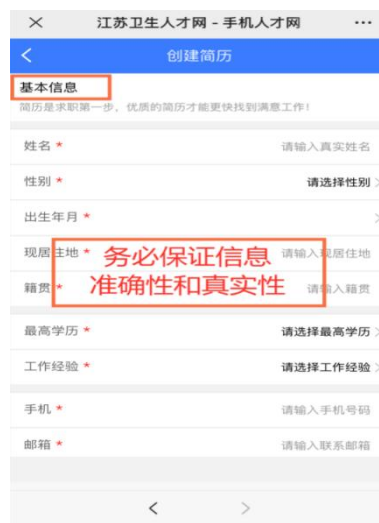 江苏卫生人才网 - 手机人才网
创建简历
基本信息
简历是求职第一步，优质的简历才能更快找到满意工作！
姓名 * 请输入真实姓名
性别 * 请选择性别
出生年月 *
现居住地 * 请输入现居住地
务必保证信息
准确性和真实性
籍贯 * 请输入籍贯
最高学历 * 请选择最高学历
工作经验 * 请选择工作经验
手机 * 请输入手机号码
邮箱 * 请输入联系邮箱